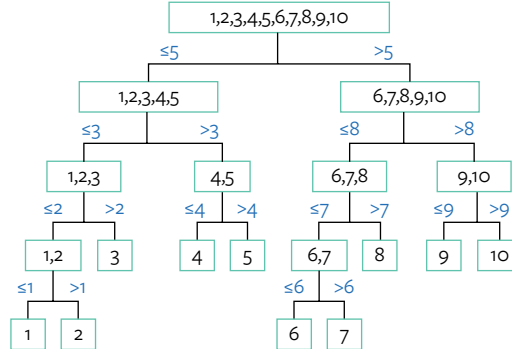 1,2,3,4,5,6,7,8,9,10
≤5 >5
1,2,3,4,5 6,7,8,9,10
≤3 >3 ≤8 >8
1,2,3 4,5 6,7,8 9,10
≤2 >2 ≤4 >4 ≤7 >7 ≤9 >9
1,2 3 4 5 6,7 8 9 10
≤1 >1 ≤6 >6
1 2 6 7